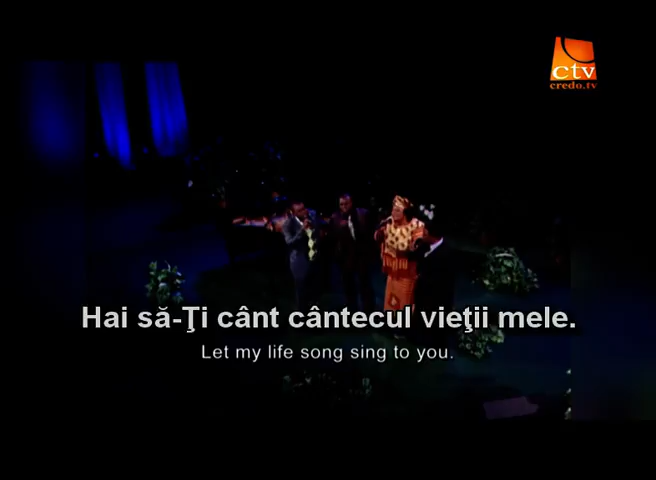 ctv
credo.tv
Hai să-Ţi cânt cântecul vieţii mele.
Let my life song sing to you.